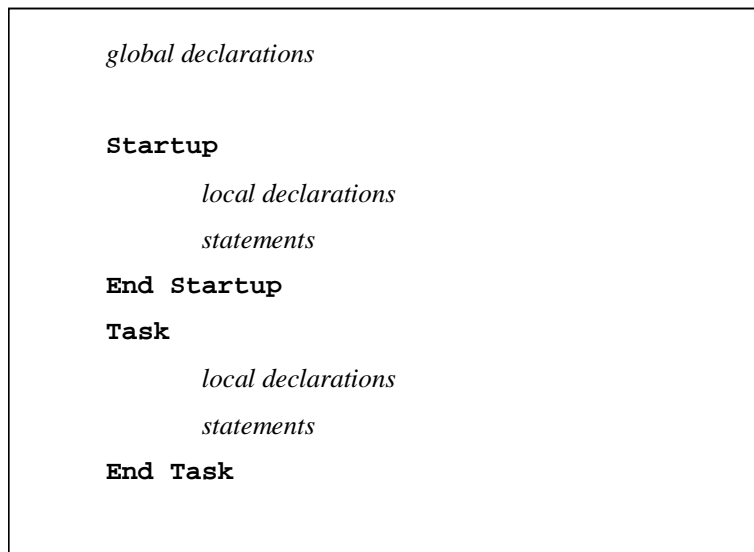 global declarations
Startup
local declarations
statements
End Startup
Task
local declarations
statements
End Task